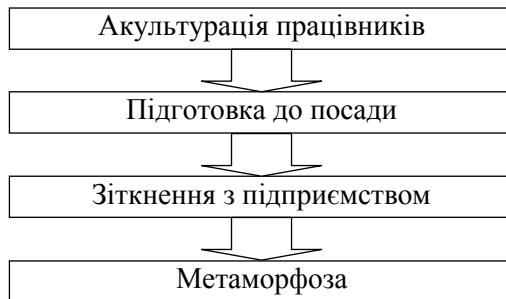 Акультурація працівників
Підготовка до посади
Зіткнення з підприємством
Метаморфоза